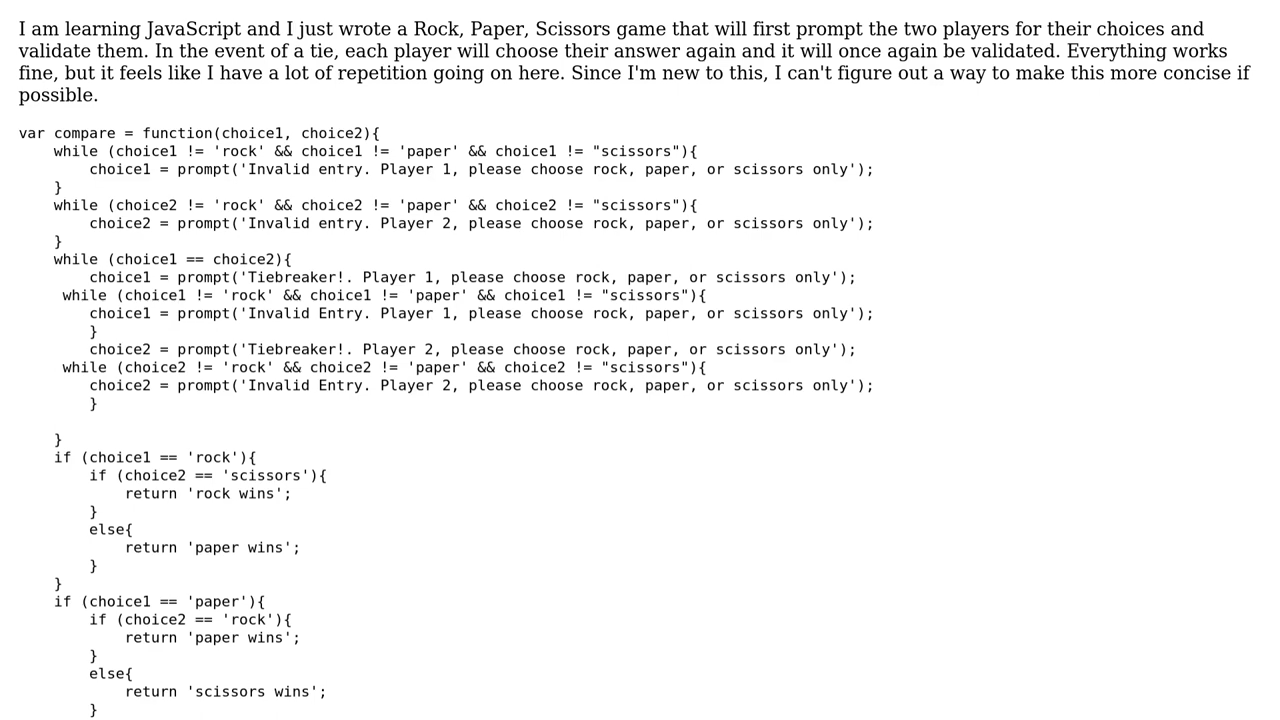 I am learning JavaScript and I just wrote a Rock, Paper, Scissors game that will first prompt the two players for their choices and
validate them. In the event of a tie, each player will choose their answer again and it will once again be validated. Everything works
fine, but it feels like I have a lot of repetition going on here. Since I'm new to this, I can't figure out a way to make this more concise if
possible.
var compare = function(choice1, choice2){
    while (choice1 != 'rock' && choice1 != 'paper' && choice1 != "scissors"){
        choice1 = prompt('Invalid entry. Player 1, please choose rock, paper, or scissors only');
    }
    while (choice2 != 'rock' && choice2 != 'paper' && choice2 != "scissors"){
        choice2 = prompt('Invalid entry. Player 2, please choose rock, paper, or scissors only');
    }
    while (choice1 == choice2){
        choice1 = prompt('Tiebreaker!. Player 1, please choose rock, paper, or scissors only');
     while (choice1 != 'rock' && choice1 != 'paper' && choice1 != "scissors"){
        choice1 = prompt('Invalid Entry. Player 1, please choose rock, paper, or scissors only');
        }
        choice2 = prompt('Tiebreaker!. Player 2, please choose rock, paper, or scissors only');
     while (choice2 != 'rock' && choice2 != 'paper' && choice2 != "scissors"){
        choice2 = prompt('Invalid Entry. Player 2, please choose rock, paper, or scissors only');
        }
    }
    if (choice1 == 'rock'){
        if (choice2 == 'scissors'){
            return 'rock wins';
        }
        else{
            return 'paper wins';
        }
    }
    if (choice1 == 'paper'){
        if (choice2 == 'rock'){
            return 'paper wins';
        }
        else{
            return 'scissors wins';
        }